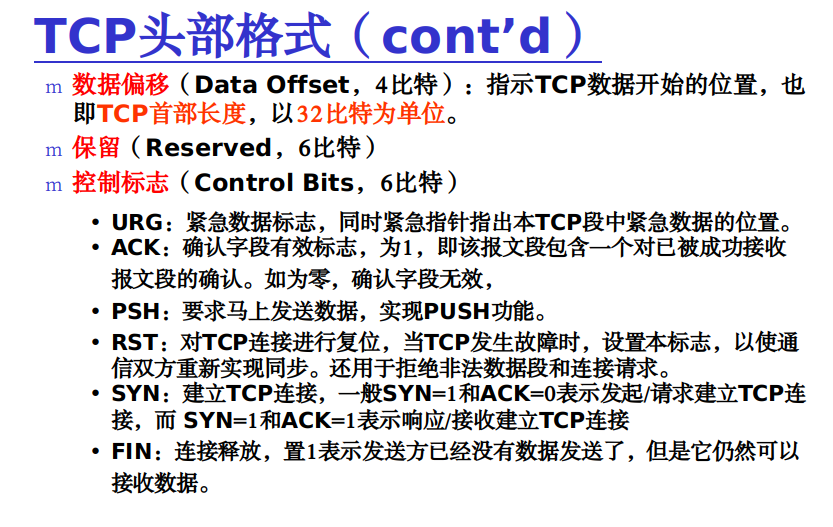 TCP头部格式（cont’d）
m 数据偏移（Data Offset，4比特）：指示TCP数据开始的位置，也
即TCP首部长度，以32比特为单位。
m 保留（Reserved，6比特）
m 控制标志（Control Bits，6比特）
• URG：紧急数据标志，同时紧急指针指出本TCP段中紧急数据的位置。
• ACK：确认字段有效标志，为1，即该报文段包含一个对已被成功接收
报文段的确认。如为零，确认字段无效，
• PSH：要求马上发送数据，实现PUSH功能。
• RST：对TCP连接进行复位，当TCP发生故障时，设置本标志，以使通
信双方重新实现同步。还用于拒绝非法数据段和连接请求。
• SYN：建立TCP连接，一般SYN=1和ACK=0表示发起/请求建立TCP连
接，而 SYN=1和ACK=1表示响应/接收建立TCP连接
• FIN：连接释放，置1表示发送方已经没有数据发送了，但是它仍然可以
接收数据。